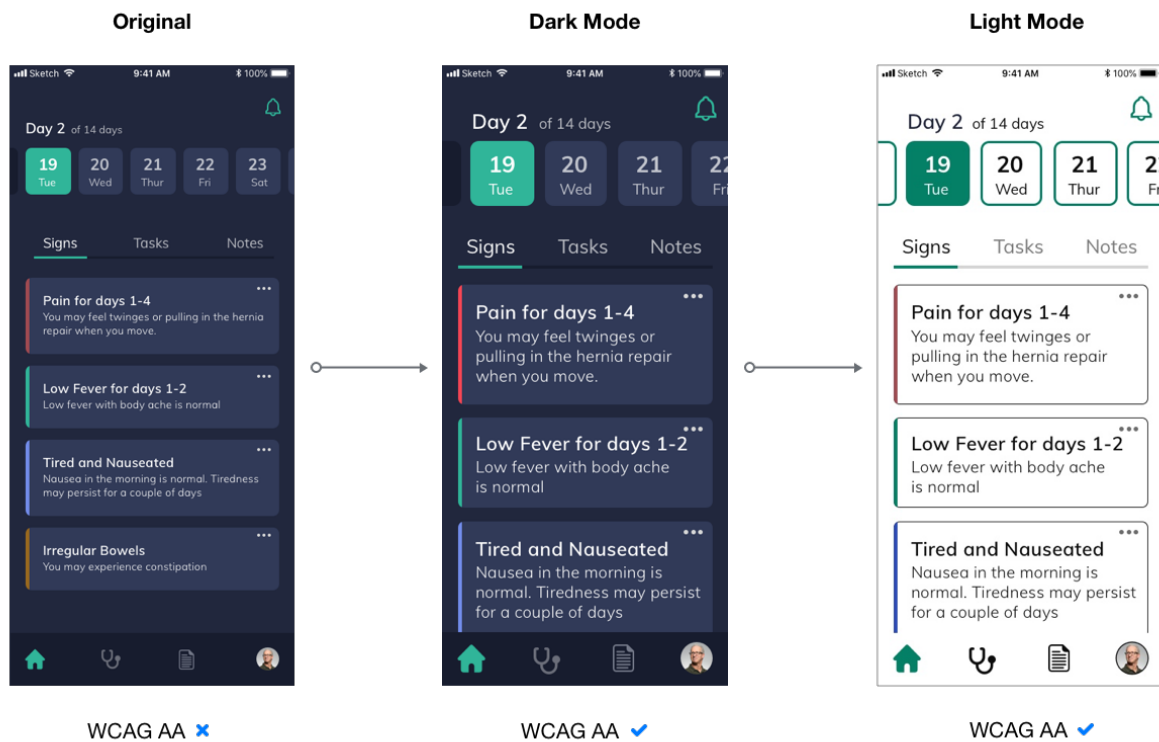 Original
Sketch 9:41 AM 100%
Day 2 of 14 days
19 20 21 22 23
Tue Wed Thur Fri Sat
Signs Tasks Notes
Pain for days 1-4
You may feel twinges or pulling in the hernia
repair when you move.
Low Fever for days 1-2
Low fever with body ache is normal
Tired and Nauseated
Nausea in the morning is normal. Tiredness
may persist for a couple of days
Irregular Bowels
You may experience constipation
WCAG AA
Dark Mode
Sketch 9:41 AM 100%
Day 2 of 14 days
19 20 21 22
Tue Wed Thur Fri
Signs Tasks Notes
Pain for days 1-4
You may feel twinges or
pulling in the hernia repair
when you move.
Low Fever for days 1-2
Low fever with body ache
is normal
Tired and Nauseated
Nausea in the morning is
normal. Tiredness may persist
for a couple of days
WCAG AA
Light Mode
Sketch 9:41 AM 100%
Day 2 of 14 days
19 20 21
Tue Wed Thur
Signs Tasks Notes
Pain for days 1-4
You may feel twinges or
pulling in the hernia repair
when you move.
Low Fever for days 1-2
Low fever with body ache
is normal
Tired and Nauseated
Nausea in the morning is
normal. Tiredness may persist
for a couple of days
WCAG AA